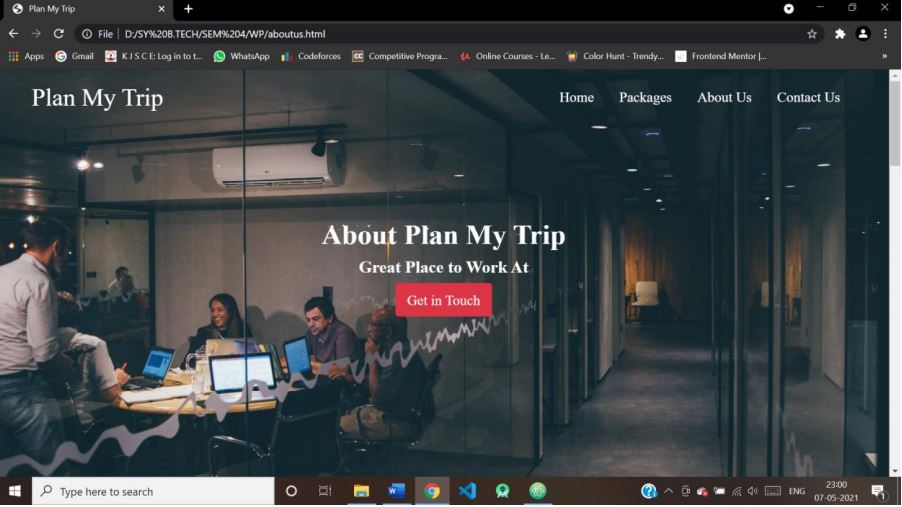 Plan My Trip
File | D:/SY%20B.TECH/SEM%204/WP/aboutus.html
Apps Gmail K J S C E: Log in to t... WhatsApp Codeforces CC Competitive Progra... Online Courses - Le... Color Hunt - Trendy... Frontend Mentor |... »
Plan My Trip Home Packages About Us Contact Us
About Plan My Trip
Great Place to Work At
Get in Touch
Type here to search ENG 23:00
07-05-2021